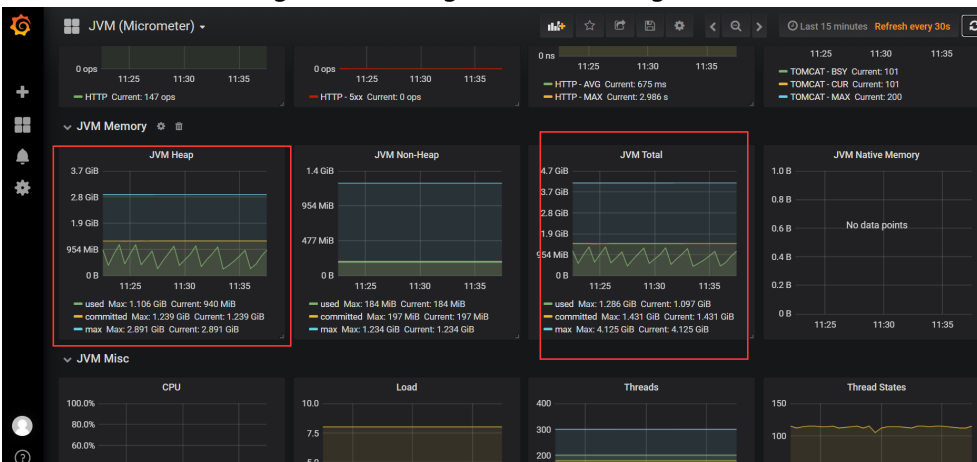 JVM (Micrometer)
Last 15 minutes Refresh every 30s
0 ops
11:25 11:30 11:35
HTTP Current: 147 ops
0 ops
11:25 11:30 11:35
HTTP - 5xx Current: 0 ops
0 ns
11:25 11:30 11:35
HTTP - AVG Current: 675 ms
HTTP - MAX Current: 2.986 s
11:25 11:30 11:35
TOMCAT - BSY Current: 101
TOMCAT - CUR Current: 101
TOMCAT - MAX Current: 200
JVM Memory
JVM Heap
3.7 GiB
2.8 GiB
1.9 GiB
954 MiB
0 B
11:25 11:30 11:35
used Max: 1.106 GiB Current: 940 MiB
committed Max: 1.239 GiB Current: 1.239 GiB
max Max: 2.891 GiB Current: 2.891 GiB
JVM Non-Heap
1.4 GiB
954 MiB
477 MiB
0 B
11:25 11:30 11:35
used Max: 184 MiB Current: 184 MiB
committed Max: 197 MiB Current: 197 MiB
max Max: 1.234 GiB Current: 1.234 GiB
JVM Total
4.7 GiB
3.7 GiB
2.8 GiB
1.9 GiB
954 MiB
0 B
11:25 11:30 11:35
used Max: 1.286 GiB Current: 1.097 GiB
committed Max: 1.431 GiB Current: 1.431 GiB
max Max: 4.125 GiB Current: 4.125 GiB
JVM Native Memory
1.0 B
0.8 B
0.6 B
0.4 B
0.2 B
0 B
No data points
11:25 11:30 11:35
JVM Misc
CPU
100.0%
80.0%
60.0%
Load
10.0
7.5
Threads
400
300
200
Thread States
150
100